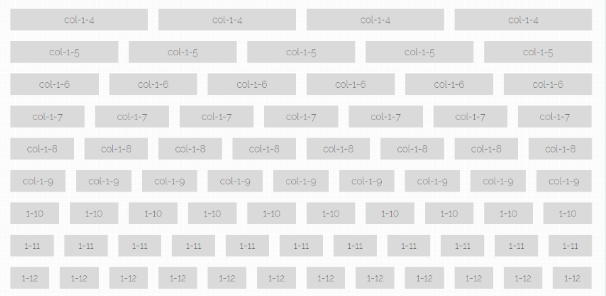 col-1-4 col-1-4 col-1-4 col-1-4
col-1-5 col-1-5 col-1-5 col-1-5 col-1-5
col-1-6 col-1-6 col-1-6 col-1-6 col-1-6 col-1-6
col-1-7 col-1-7 col-1-7 col-1-7 col-1-7 col-1-7 col-1-7
col-1-8 col-1-8 col-1-8 col-1-8 col-1-8 col-1-8 col-1-8 col-1-8
col-1-9 col-1-9 col-1-9 col-1-9 col-1-9 col-1-9 col-1-9 col-1-9 col-1-9
1-10 1-10 1-10 1-10 1-10 1-10 1-10 1-10 1-10 1-10
1-11 1-11 1-11 1-11 1-11 1-11 1-11 1-11 1-11 1-11 1-11
1-12 1-12 1-12 1-12 1-12 1-12 1-12 1-12 1-12 1-12 1-12 1-12